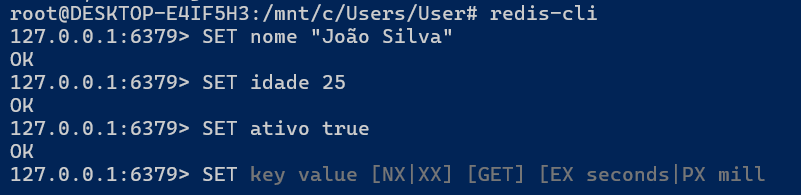 root@DESKTOP-E4IF5H3:/mnt/c/Users/User# redis-cli
127.0.0.1:6379> SET nome "João Silva"
OK
127.0.0.1:6379> SET idade 25
OK
127.0.0.1:6379> SET ativo true
OK
127.0.0.1:6379> SET key value [NX|XX] [GET] [EX seconds|PX mill